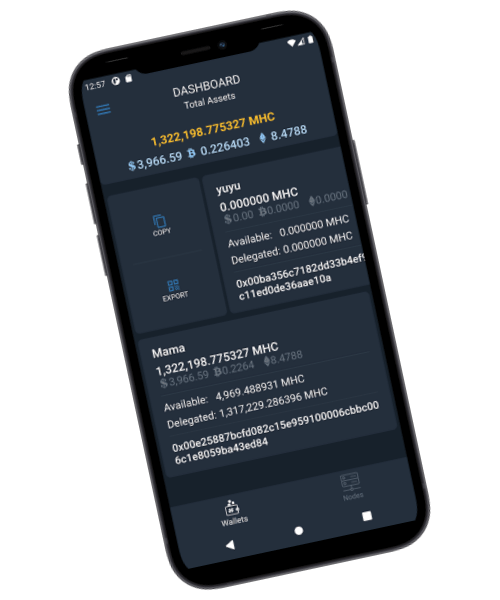 12:57
DASHBOARD
Total Assets
1,322,198.775327 MHC
$3,966.59 ₿ 0.226403 8.4788
COPY
EXPORT
yuyu
0.000000 MHC
$0.00 ₿0.0000 0.0000
Available: 0.000000 MHC
Delegated: 0.000000 MHC
0x00ba356c7182dd33b4ef
c11ed0de36aae10a
Mama
1,322,198.775327 MHC
$3,966.59 ₿0.2264 8.4788
Available: 4,969.488931 MHC
Delegated: 1,317,229.286396 MHC
0x00e25887bcfd082c15e959100006cbbc00
6c1e8059ba43ed84
Wallets
Nodes